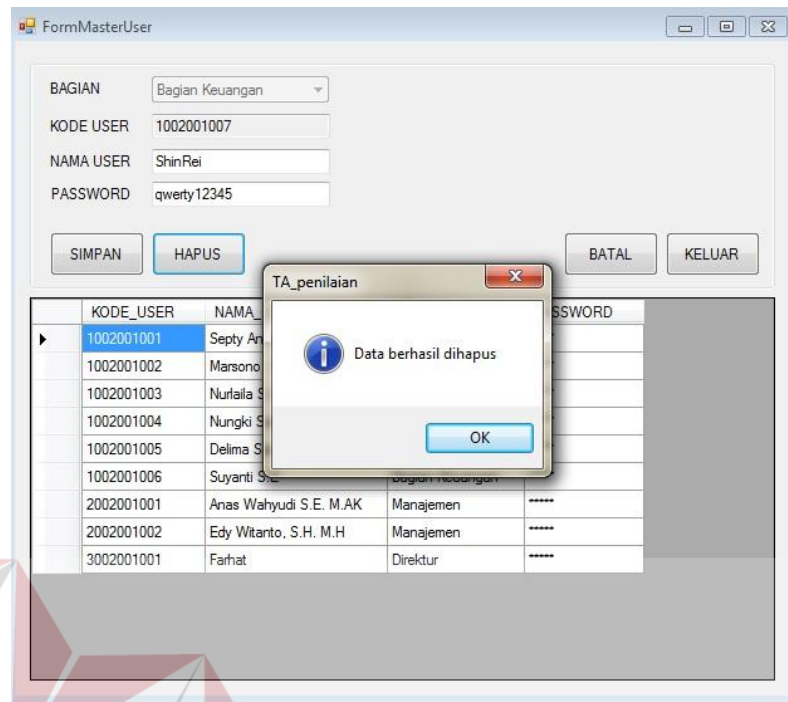 FormMasterUser
BAGIAN Bagian Keuangan
KODE USER 1002001007
NAMA USER ShinRei
PASSWORD qwerty12345
SIMPAN HAPUS BATAL KELUAR
TA_penilaian
KODE_USER NAMA_ SSWORD
1002001001 Septy An
Data berhasil dihapus
1002001002 Marsono
1002001003 Nurlaila S
1002001004 Nungki S
OK
1002001005 Delima S
1002001006 Suyanti S.E Bagian Keuangan
2002001001 Anas Wahyudi S.E. M.AK Manajemen *****
2002001002 Edy Witanto, S.H. M.H Manajemen *****
3002001001 Farhat Direktur *****